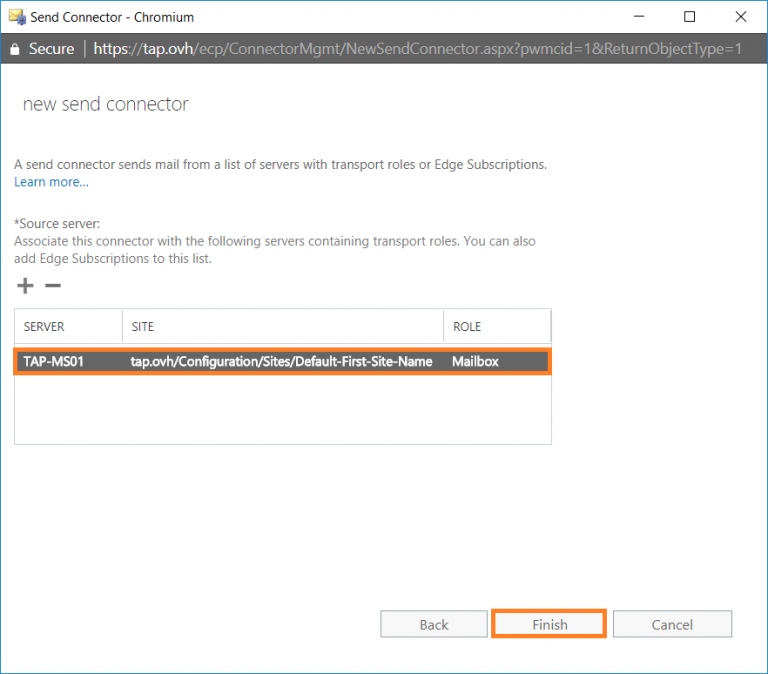 Send Connector - Chromium
Secure | https://tap.ovh/ecp/ConnectorMgmt/NewSendConnector.aspx?pwmcid=1&ReturnObjectType=1
new send connector
A send connector sends mail from a list of servers with transport roles or Edge Subscriptions.
Learn more...
*Source server:
Associate this connector with the following servers containing transport roles. You can also
add Edge Subscriptions to this list.
SERVER SITE ROLE
TAP-MS01 tap.ovh/Configuration/Sites/Default-First-Site-Name Mailbox
Back Finish Cancel